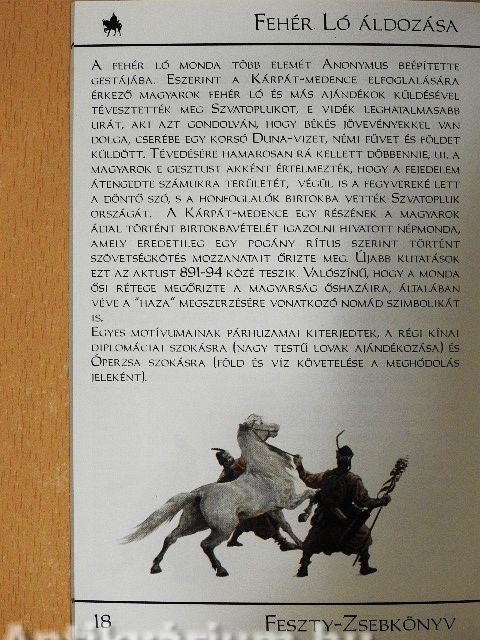 Fehér Ló áldozása
A fehér ló monda több elemét Anonymus beépítette
gestájába. Eszerint a Kárpát-medence elfoglalására
érkező magyarok fehér ló és más ajándékok küldésével
tévesztették meg Szvatoplukot, e vidék leghatalmasabb
urát, aki azt gondolván, hogy békés jövevényekkel van
dolga, cserébe egy korsó Duna-vizet, némi füvet és földet
küldött. Tévedésére hamarosan rá kellett döbbennie, ui. a
magyarok e gesztust akként értelmezték, hogy a fejedelem
átengedte számukra területét, végül is a fegyvereké lett
a döntő szó, s a honfoglalók birtokba vették Szvatopluk
országát. A Kárpát-medence egy részének a magyarok
által történt birtokbavételét igazolni hivatott népmonda,
amely eredetileg egy pogány rítus szerint történt
szövetségkötés mozzanatait őrizte meg. Újabb kutatások
ezt az aktust 891-94 közé teszik. Valószínű, hogy a monda
ősi rétege megőrizte a magyarság őshazáira, általában
véve a "haza" megszerzésére vonatkozó nomád szimbolikát
is.
Egyes motívumainak párhuzamai kiterjedtek, a régi kínai
diplomáciai szokásra (nagy testű lovak ajándékozása) és
Óperzsa szokásra (föld és víz követelése a meghódolás
jeleként).
18
Feszty-Zsebkönyv